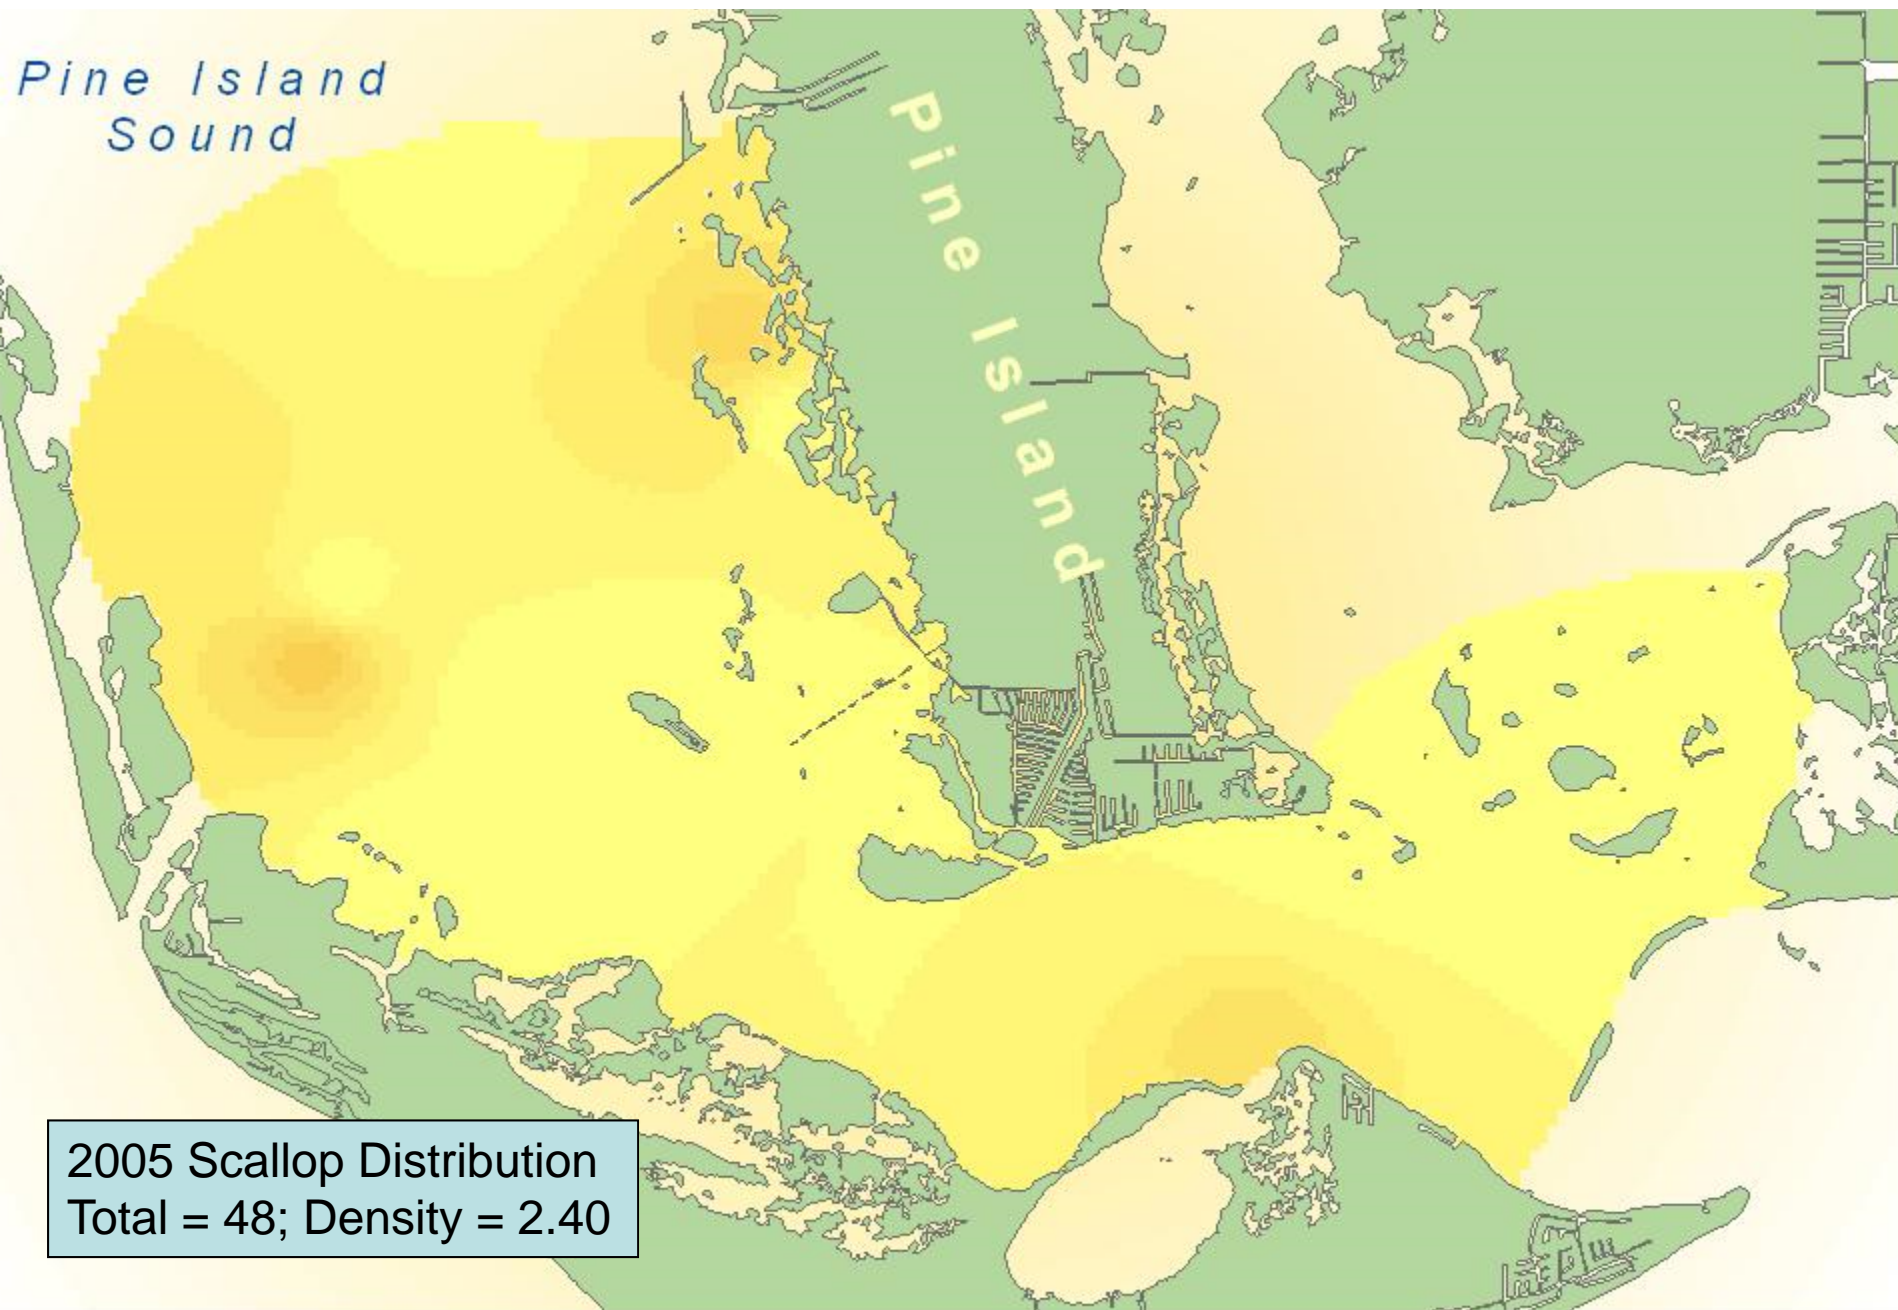 Pine Island
Sound
Pine Island
2005 Scallop Distribution
Total = 48; Density = 2.40